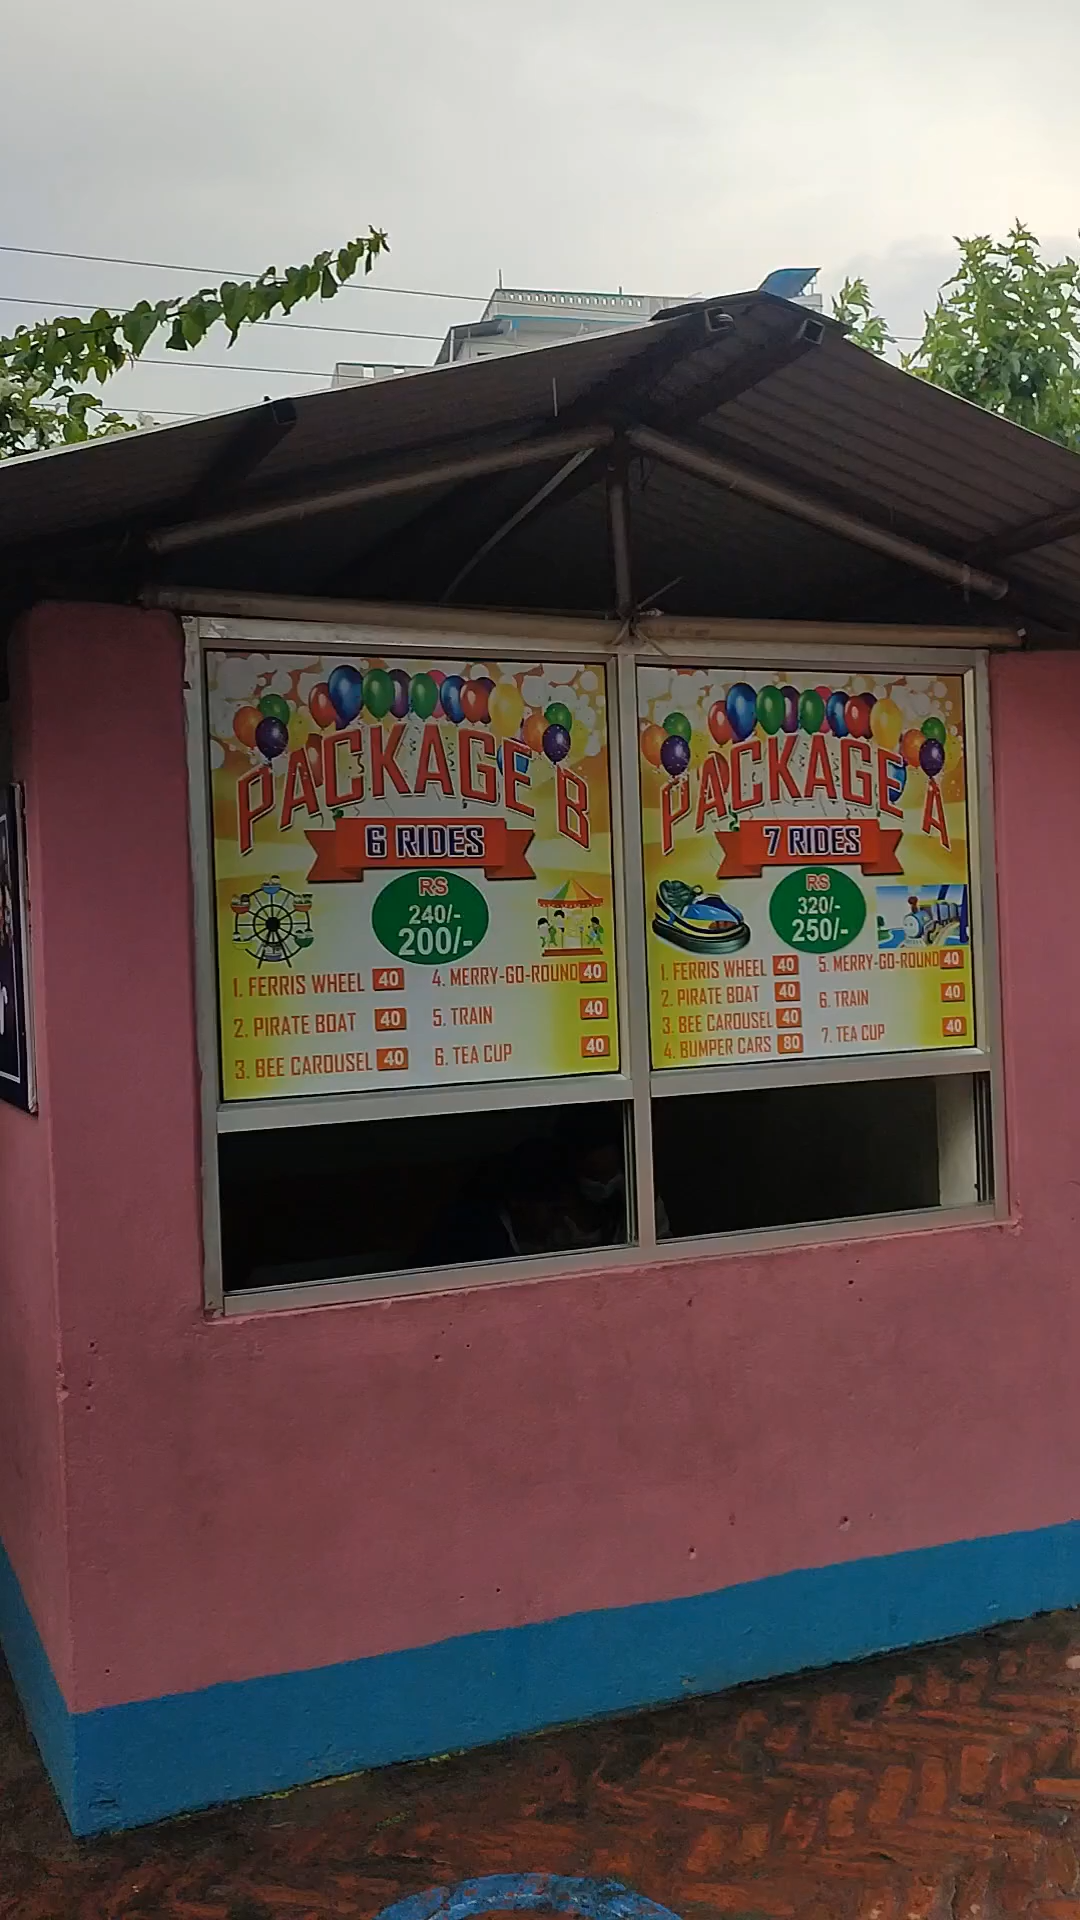 PACKAGE B
6 RIDES
RS
240/-
200/-
1. FERRIS WHEEL 40
2. PIRATE BOAT 40
3. BEE CAROUSEL 40
4. MERRY-GO-ROUND 40
5. TRAIN 40
6. TEA CUP 40
PACKAGE A
7 RIDES
RS
320/-
250/-
1. FERRIS WHEEL 40
2. PIRATE BOAT 40
3. BEE CAROUSEL 40
4. BUMPER CARS 80
5. MERRY-GO-ROUND 40
6. TRAIN 40
7. TEA CUP 40